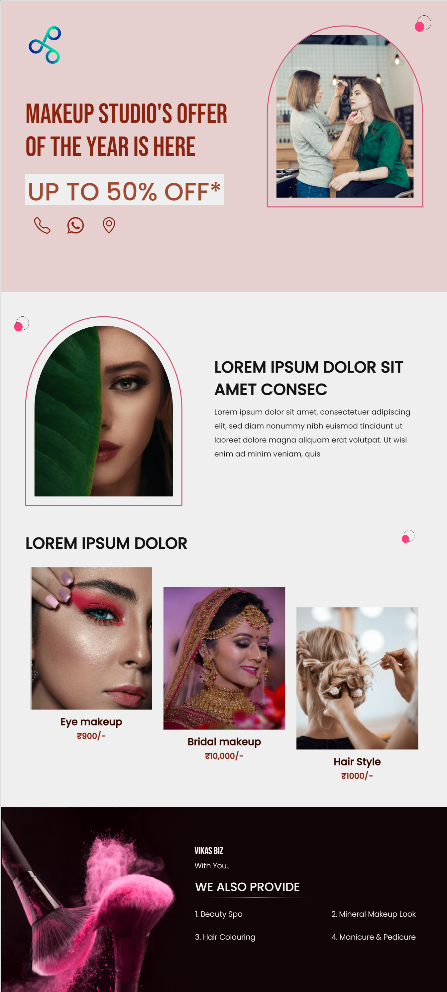 MAKEUP STUDIO'S OFFER
OF THE YEAR IS HERE
UP TO 50% OFF*
LOREM IPSUM DOLOR SIT
AMET CONSEC
Lorem ipsum dolor sit amet, consectetuer adipiscing
elit, sed diam nonummy nibh euismod tincidunt ut
laoreet dolore magna aliquam erat volutpat. Ut wisi
enim ad minim veniam, quis
LOREM IPSUM DOLOR
Eye makeup
₹900/-
Bridal makeup
₹10,000/-
Hair Style
₹1000/-
VIKAS BIZ
With You..
WE ALSO PROVIDE
1. Beauty Spa
2. Mineral Makeup Look
3. Hair Colouring
4. Manicure & Pedicure